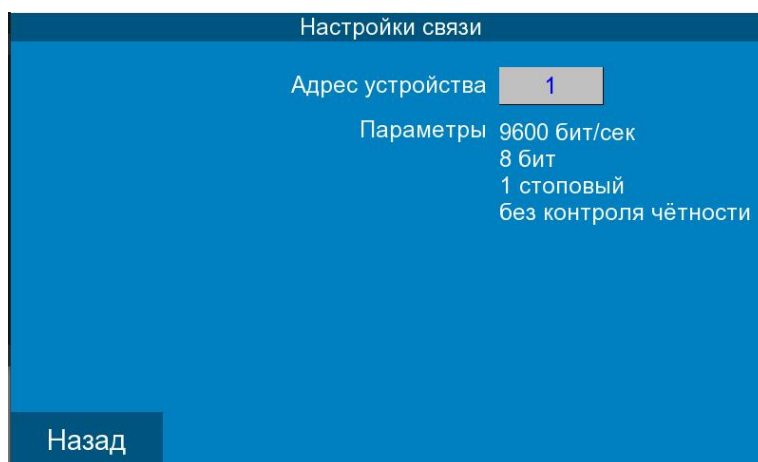 Настройки связи
Адрес устройства 1
Параметры 9600 бит/сек
8 бит
1 стоповый
без контроля чётности
Назад